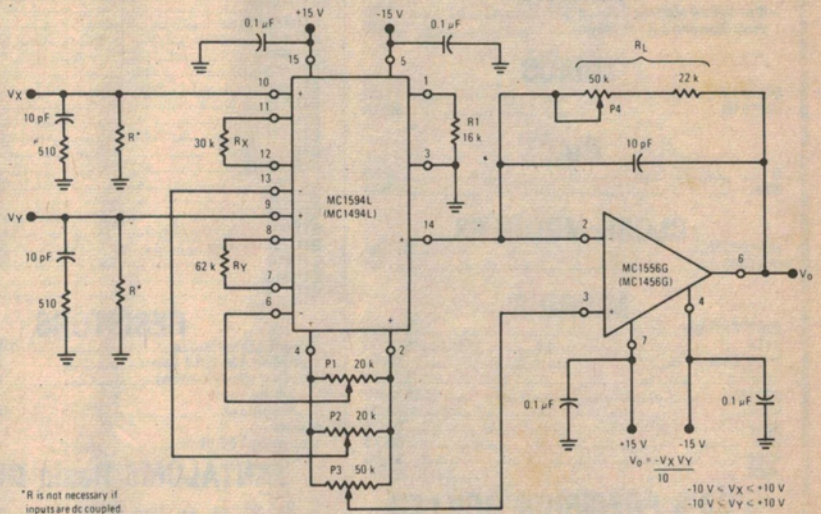 0.1 µF
+15 V
-15 V
0.1 µF
15
5
VX
10
+
11
10 pF
510
R*
30 k
RX
12
13
-
VY
9
+
8
10 pF
510
R*
62 k
RY
7
6
-
MC1594L
(MC1494L)
1
R1
16 k
3
14
+
RL
50 k
P4
22 k
10 pF
2
-
MC1556G
(MC1456G)
6
Vo
3
+
4
7
0.1 µF
0.1 µF
+15 V
-15 V
-
+
4
2
P1
20 k
P2
20 k
P3
50 k
Vo = -VX VY
10
-10 V < VX < +10 V
-10 V < VY < +10 V
*R is not necessary if
inputs are dc coupled.